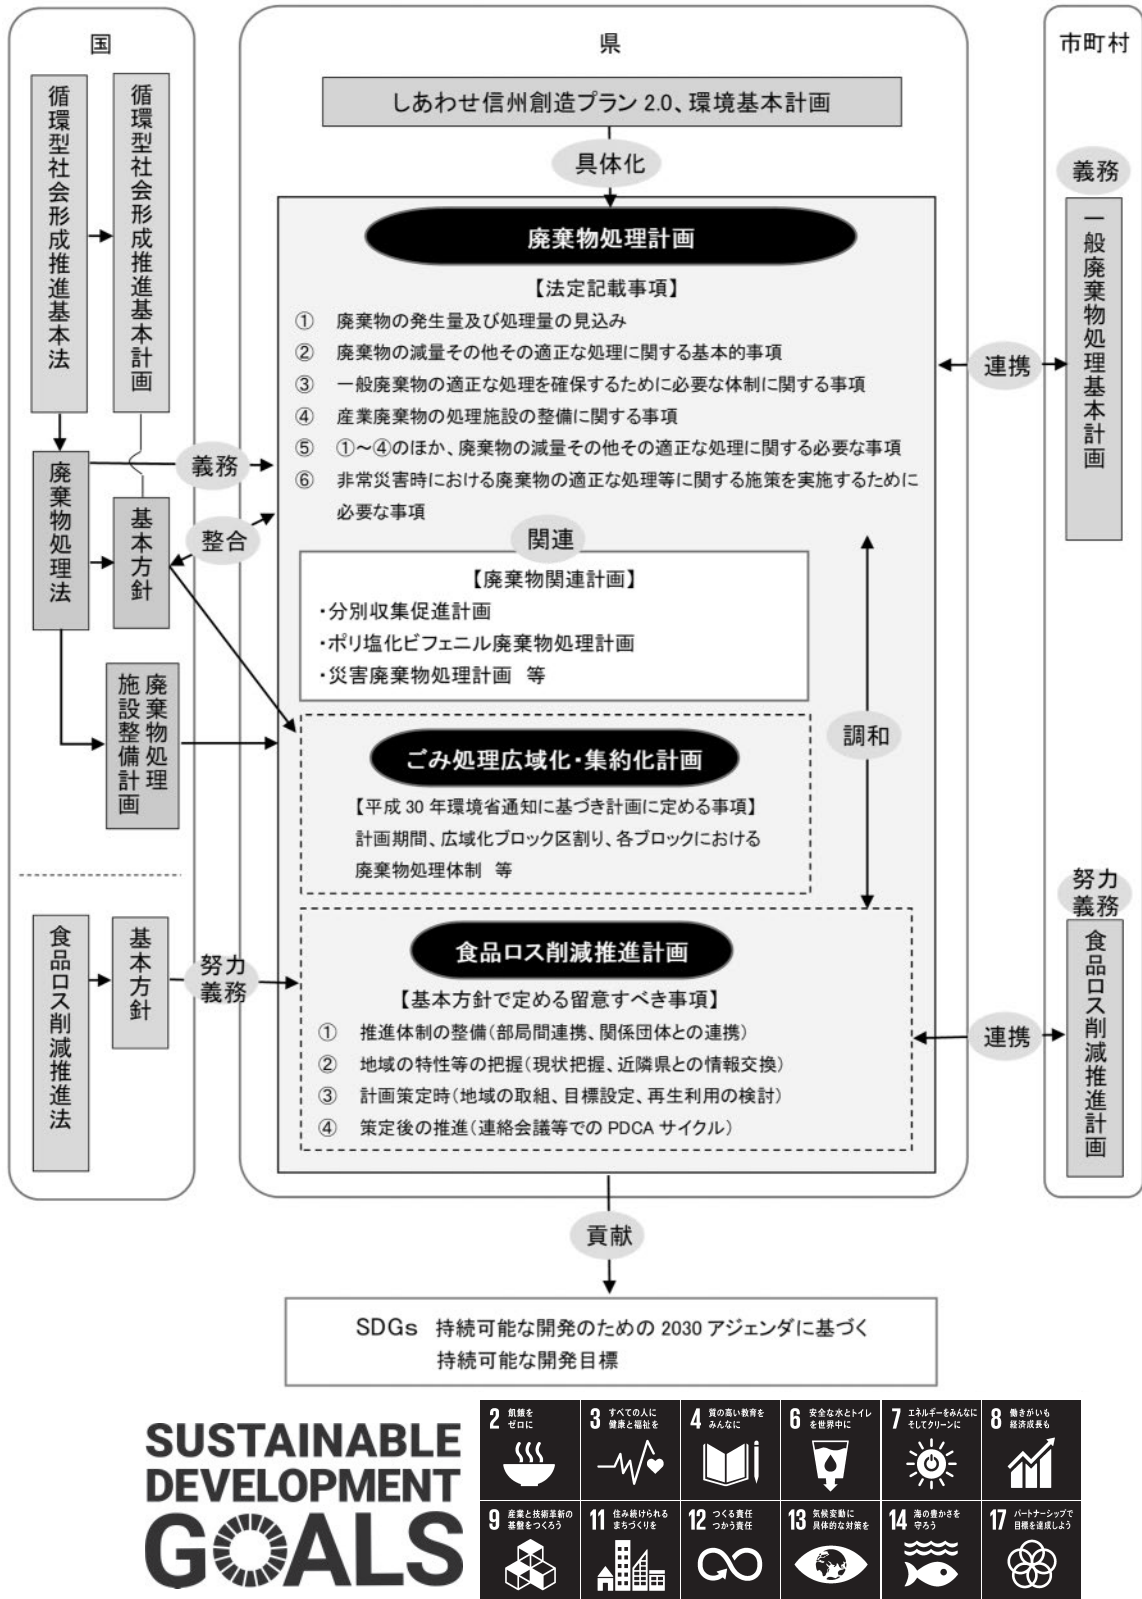 国
循環型社会形成推進基本法
循環型社会形成推進基本計画
廃棄物処理法
基本方針
廃棄物処理
施設整備計画
食品ロス削減推進法
基本方針
義務
整合
努力
義務
県
しあわせ信州創造プラン 2.0、環境基本計画
具体化
廃棄物処理計画
【法定記載事項】
① 廃棄物の発生量及び処理量の見込み
② 廃棄物の減量その他その適正な処理に関する基本的事項
③ 一般廃棄物の適正な処理を確保するために必要な体制に関する事項
④ 産業廃棄物の処理施設の整備に関する事項
⑤ ①~④のほか、廃棄物の減量その他その適正な処理に関する必要な事項
⑥ 非常災害時における廃棄物の適正な処理等に関する施策を実施するために
必要な事項
関連
【廃棄物関連計画】
・分別収集促進計画
・ポリ塩化ビフェニル廃棄物処理計画
・災害廃棄物処理計画 等
調和
ごみ処理広域化・集約化計画
【平成 30 年環境省通知に基づき計画に定める事項】
計画期間、広域化ブロック区割り、各ブロックにおける
廃棄物処理体制 等
食品ロス削減推進計画
【基本方針で定める留意すべき事項】
① 推進体制の整備(部局間連携、関係団体との連携)
② 地域の特性等の把握(現状把握、近隣県との情報交換)
③ 計画策定時(地域の取組、目標設定、再生利用の検討)
④ 策定後の推進(連絡会議等での PDCA サイクル)
市町村
義務
一般廃棄物処理基本計画
連携
努力
義務
食品ロス削減推進計画
連携
貢献
SDGs 持続可能な開発のための 2030 アジェンダに基づく
持続可能な開発目標
SUSTAINABLE
DEVELOPMENT
GOALS
2 飢餓を
ゼロに
3 すべての人に
健康と福祉を
4 質の高い教育を
みんなに
6 安全な水とトイレ
を世界中に
7 エネルギーをみんなに
そしてクリーンに
8 働きがいも
経済成長も
9 産業と技術革新の
基盤をつくろう
11 住み続けられる
まちづくりを
12 つくる責任
つかう責任
13 気候変動に
具体的な対策を
14 海の豊かさを
守ろう
17 パートナーシップで
目標を達成しよう